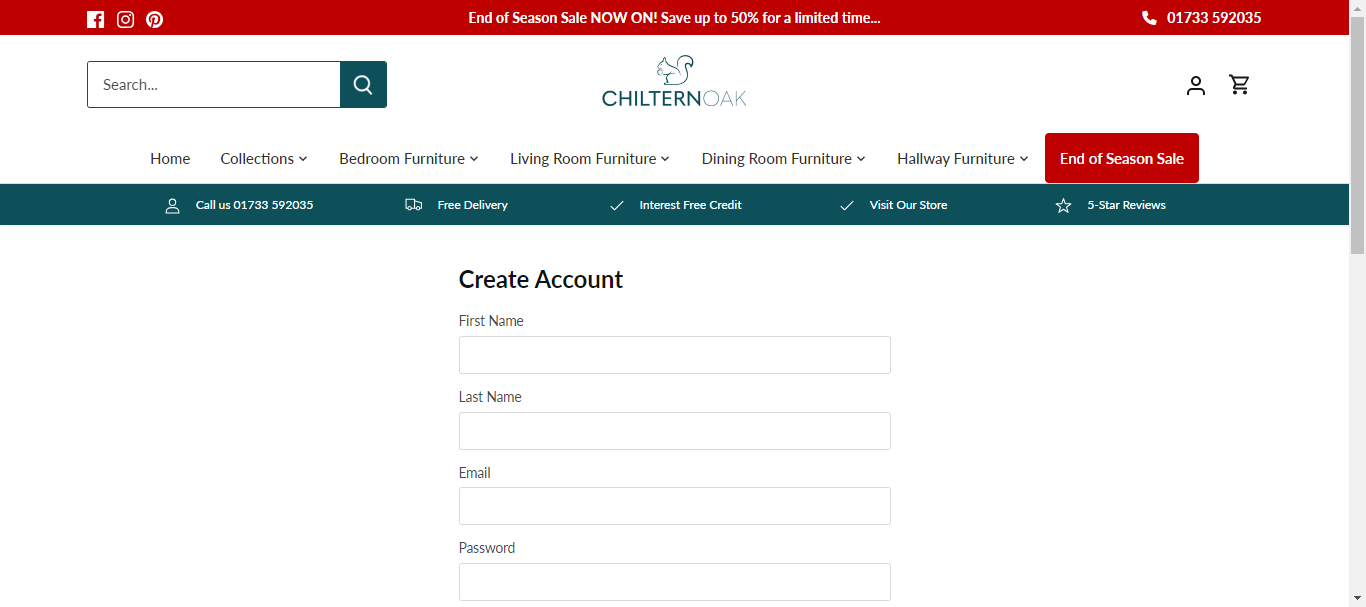 End of Season Sale NOW ON! Save up to 50% for a limited time...
01733 592035
Search...
CHILTERNOAK
Home
Collections
Bedroom Furniture
Living Room Furniture
Dining Room Furniture
Hallway Furniture
End of Season Sale
Call us 01733 592035
Free Delivery
Interest Free Credit
Visit Our Store
5-Star Reviews
Create Account
First Name
Last Name
Email
Password